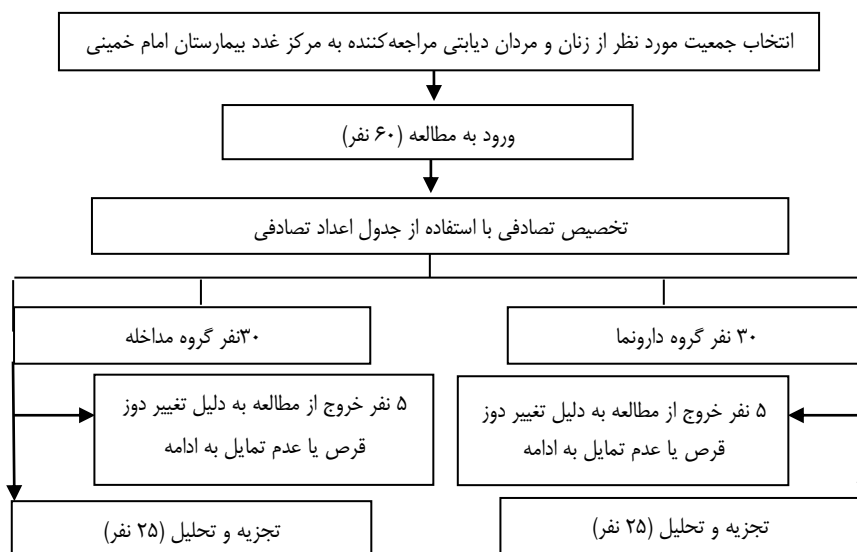 انتخاب جمعیت مورد نظر از زنان و مردان دیابتی مراجعه‌کننده به مرکز غدد بیمارستان امام خمینی
ورود به مطالعه (۶۰ نفر)
تخصیص تصادفی با استفاده از جدول اعداد تصادفی
۳۰ نفر گروه دارونما
۳۰نفر گروه مداخله
۵ نفر خروج از مطالعه به دلیل تغییر دوز
قرص یا عدم تمایل به ادامه
۵ نفر خروج از مطالعه به دلیل تغییر دوز
قرص یا عدم تمایل به ادامه
تجزیه و تحلیل (۲۵ نفر)
تجزیه و تحلیل (۲۵ نفر)